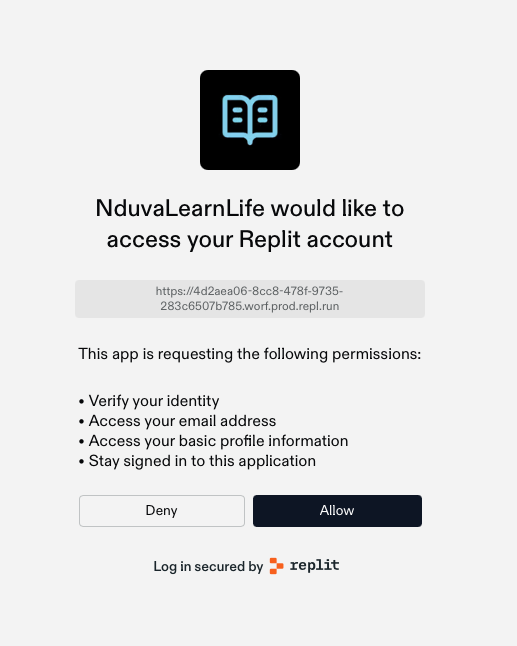 NduvaLearnLife would like to
access your Replit account
https://4d2aea06-8cc8-478f-9735-
283c6507b785.worf.prod.repl.run
This app is requesting the following permissions:
• Verify your identity
• Access your email address
• Access your basic profile information
• Stay signed in to this application
Deny
Allow
Log in secured by replit